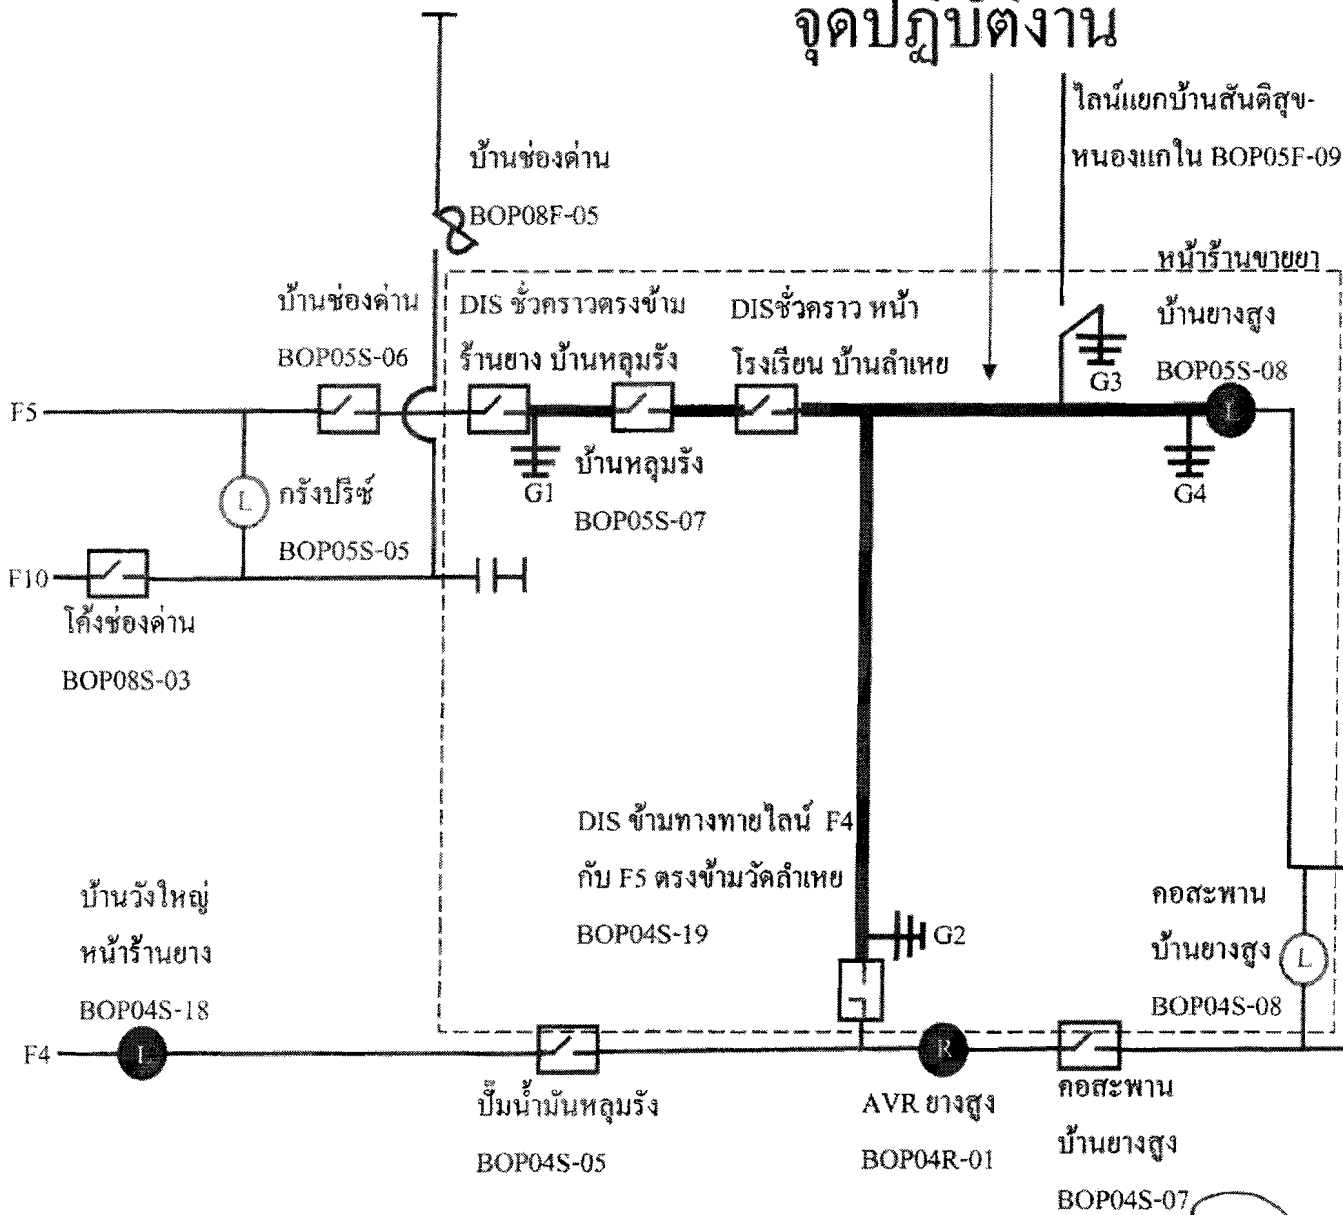 จุดปฏิบัติงาน
ไลน์แยกบ้านสันติสุข-
หนองแกใน BOP05F-09
บ้านช่องด่าน
BOP08F-05
หน้าร้านขายยา
บ้านยางสูง
BOP05S-08
บ้านช่องด่าน
BOP05S-06
DIS ชั่วคราวตรงข้าม
ร้านยาง บ้านหลุมรัง
DISชั่วคราว หน้า
โรงเรียน บ้านลำเหย
G3
F5
L
G1
บ้านหลุมรัง
BOP05S-07
G4
L
กรังปรีซ์
BOP05S-05
F10
โค้งช่องด่าน
BOP08S-03
DIS ข้ามทางทายไลน์ F4
กับ F5 ตรงข้ามวัดลำเหย
BOP04S-19
G2
บ้านวังใหญ่
หน้าร้านยาง
BOP04S-18
คอสะพาน
บ้านยางสูง
BOP04S-08
L
F4
L
R
ปั๊มน้ำมันหลุมรัง
BOP04S-05
AVR ยางสูง
BOP04R-01
คอสะพาน
บ้านยางสูง
BOP04S-07